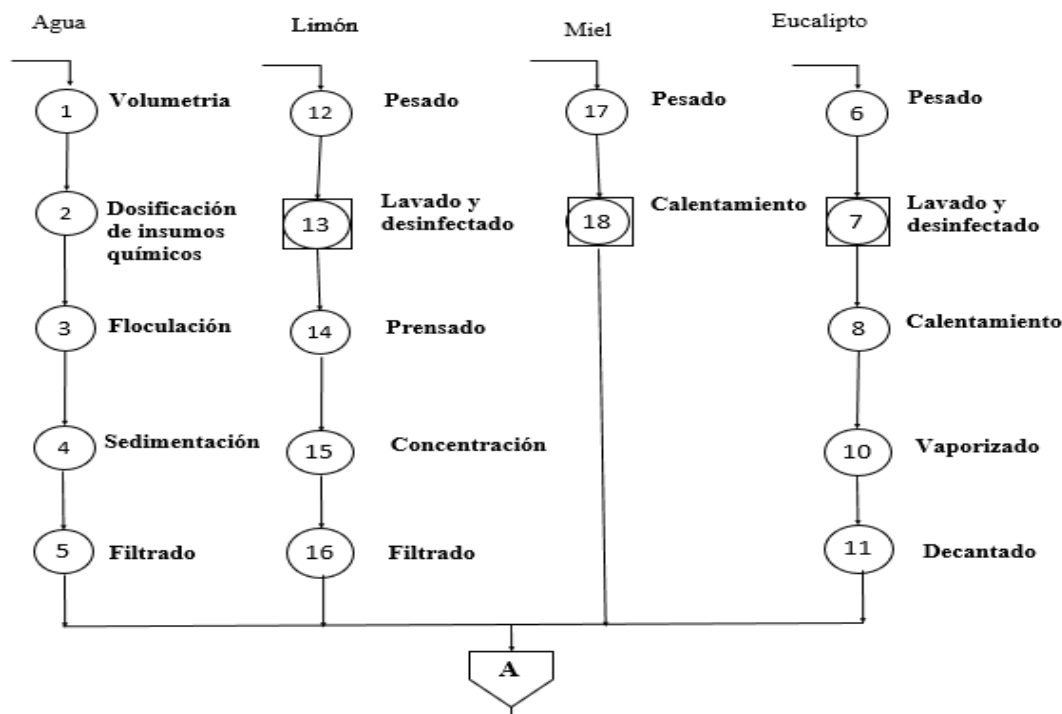 Agua
Limón
Miel
Eucalipto
1 Volumetria
12 Pesado
17 Pesado
6 Pesado
2 Dosificación
de insumos
químicos
13 Lavado y
desinfectado
18 Calentamiento
7 Lavado y
desinfectado
3 Floculación
14 Prensado
8 Calentamiento
4 Sedimentación
15 Concentración
10 Vaporizado
5 Filtrado
16 Filtrado
11 Decantado
A